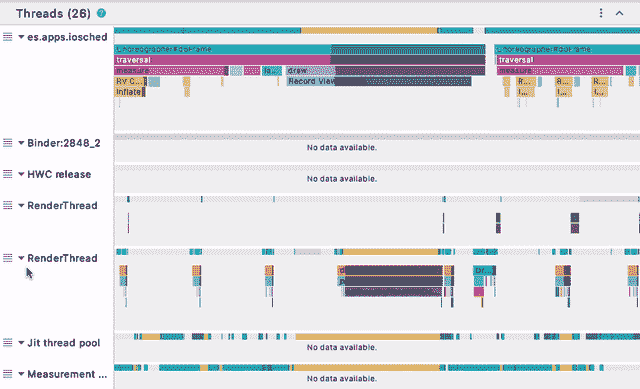 Threads (26) ?
es.apps.iosched
Choreographer#doFrame
Choreographer#doFrame
traversal
traversal
measure
la...
draw
measure
RV C...
Record View
R...
R...
R...
Inflate
I...
I...
I...
Binder:2848_2
No data available.
HWC release
No data available.
RenderThread
RenderThread
Jit thread pool
No data available.
Measurement ...
No data available.